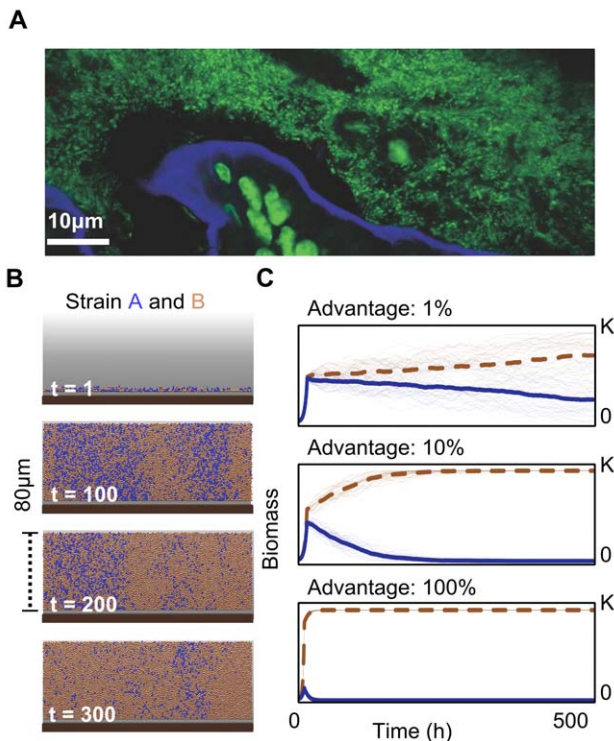 A
10µm
B
Strain A and B
t = 1
t = 100
80µm
t = 200
t = 300
C
Advantage: 1%
K
0
Advantage: 10%
K
Biomass
0
Advantage: 100%
K
0
0
500
Time (h)